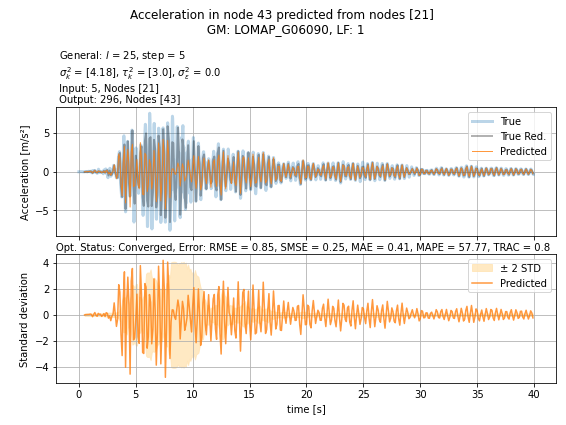 Acceleration in node 43 predicted from nodes [21]
GM: LOMAP_G06090, LF: 1
General: l = 25, step = 5
σ²ₖ = [4.18], τ²ₖ = [3.0], σ²ε = 0.0
Input: 5, Nodes [21]
Output: 296, Nodes [43]
Acceleration [m/s²]
5
0
−5
True
True Red.
Predicted
Opt. Status: Converged, Error: RMSE = 0.85, SMSE = 0.25, MAE = 0.41, MAPE = 57.77, TRAC = 0.8
Standard deviation
4
2
0
−2
−4
± 2 STD
Predicted
0 5 10 15 20 25 30 35 40
time [s]